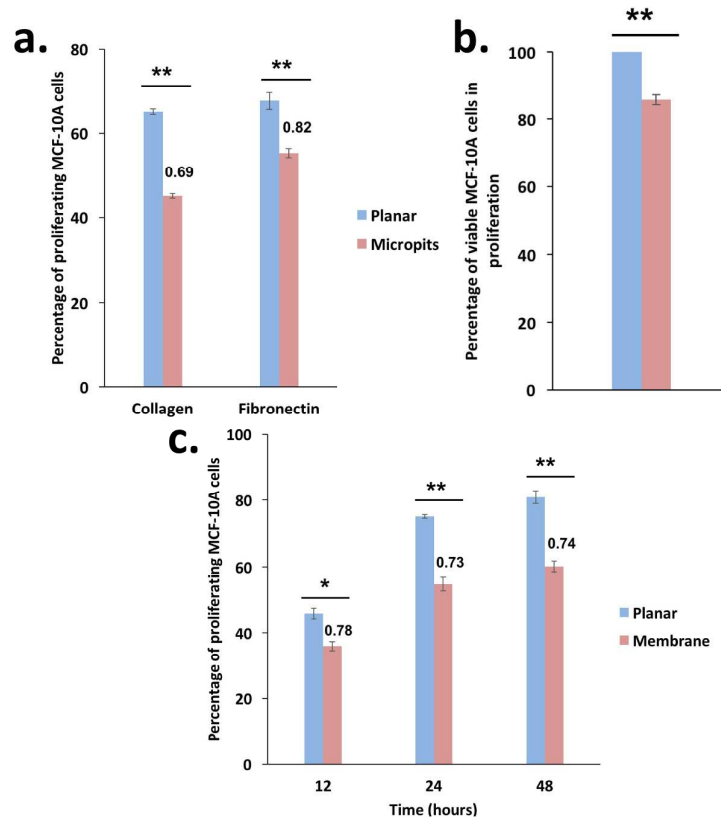 a.
Percentage of proliferating MCF-10A cells
80
60
40
20
0
**
0.69
**
0.82
Collagen
Fibronectin
Planar
Micropits
b.
Percentage of viable MCF-10A cells in
proliferation
100
80
60
40
20
0
**
c.
Percentage of proliferating MCF-10A cells
100
80
60
40
20
0
*
0.78
**
0.73
**
0.74
12
24
48
Time (hours)
Planar
Membrane